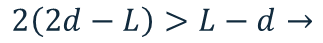 2(2d − L) > L − d →